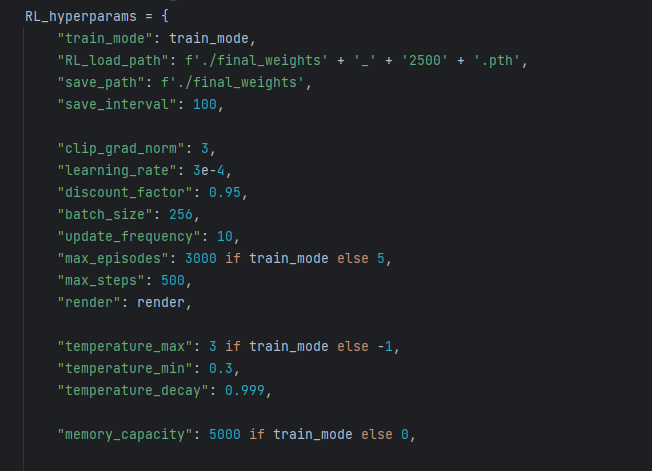 RL_hyperparams = {
"train_mode": train_mode,
"RL_load_path": f'./final_weights' + '_' + '2500' + '.pth',
"save_path": f'./final_weights',
"save_interval": 100,
"clip_grad_norm": 3,
"learning_rate": 3e-4,
"discount_factor": 0.95,
"batch_size": 256,
"update_frequency": 10,
"max_episodes": 3000 if train_mode else 5,
"max_steps": 500,
"render": render,
"temperature_max": 3 if train_mode else -1,
"temperature_min": 0.3,
"temperature_decay": 0.999,
"memory_capacity": 5000 if train_mode else 0,